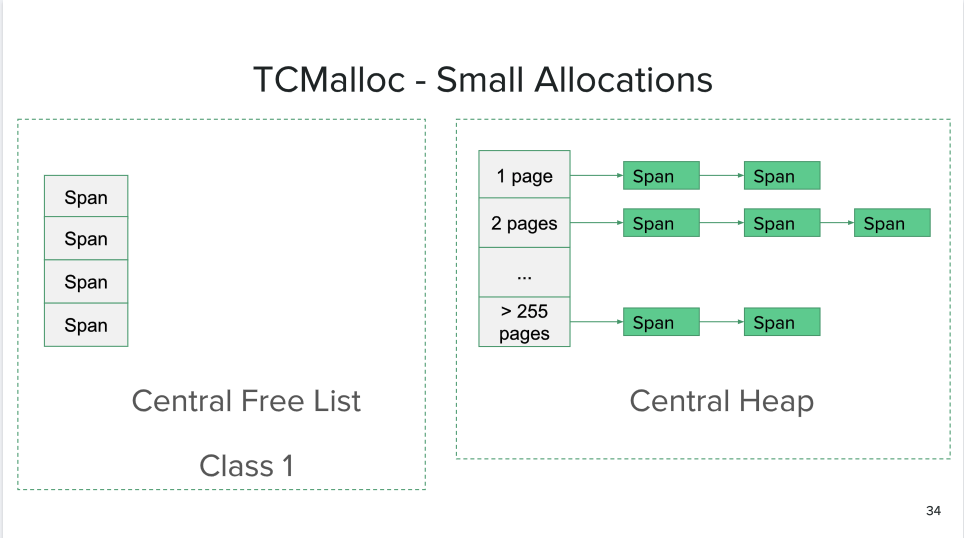 TCMalloc - Small Allocations
Span
Span
Span
Span
Central Free List
Class 1
1 page
Span
Span
2 pages
Span
Span
Span
...
> 255
pages
Span
Span
Central Heap
34